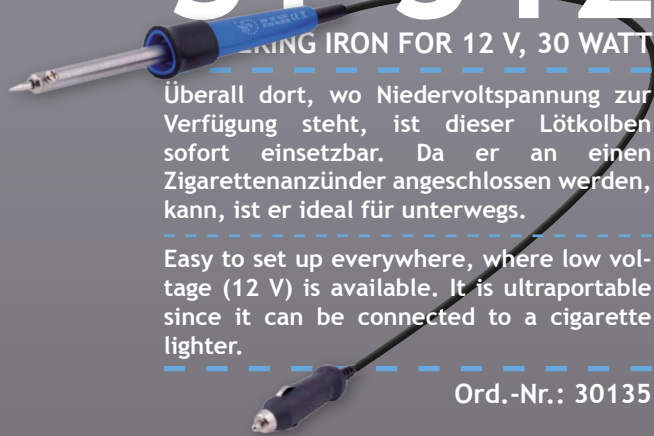 IRON FOR 12 V, 30 WATT
Überall dort, wo Niedervoltspannung zur
Verfügung steht, ist dieser Lötkolben
sofort einsetzbar. Da er an einen
Zigarettenanzünder angeschlossen werden,
kann, ist er ideal für unterwegs.
Easy to set up everywhere, where low vol-
tage (12 V) is available. It is ultraportable
since it can be connected to a cigarette
lighter.
Ord.-Nr.: 30135